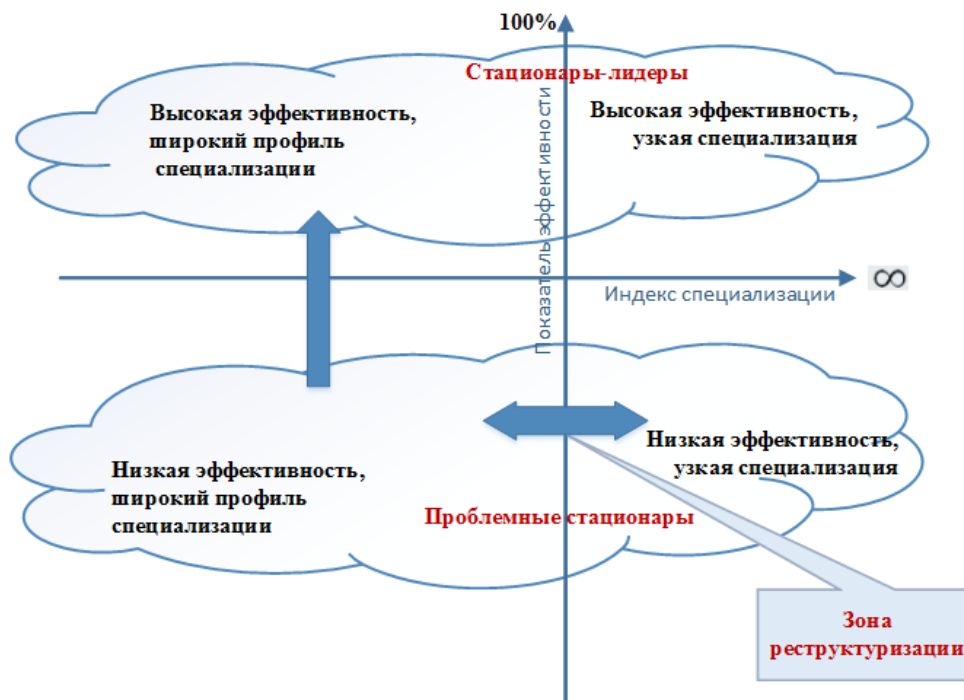 100%
Стационары-лидеры
Высокая эффективность,
широкий профиль
специализации
Высокая эффективность,
узкая специализация
Показатель эффективности
∞
Индекс специализации
Низкая эффективность,
широкий профиль
специализации
Низкая эффективность,
узкая специализация
Проблемные стационары
Зона
реструктуризации